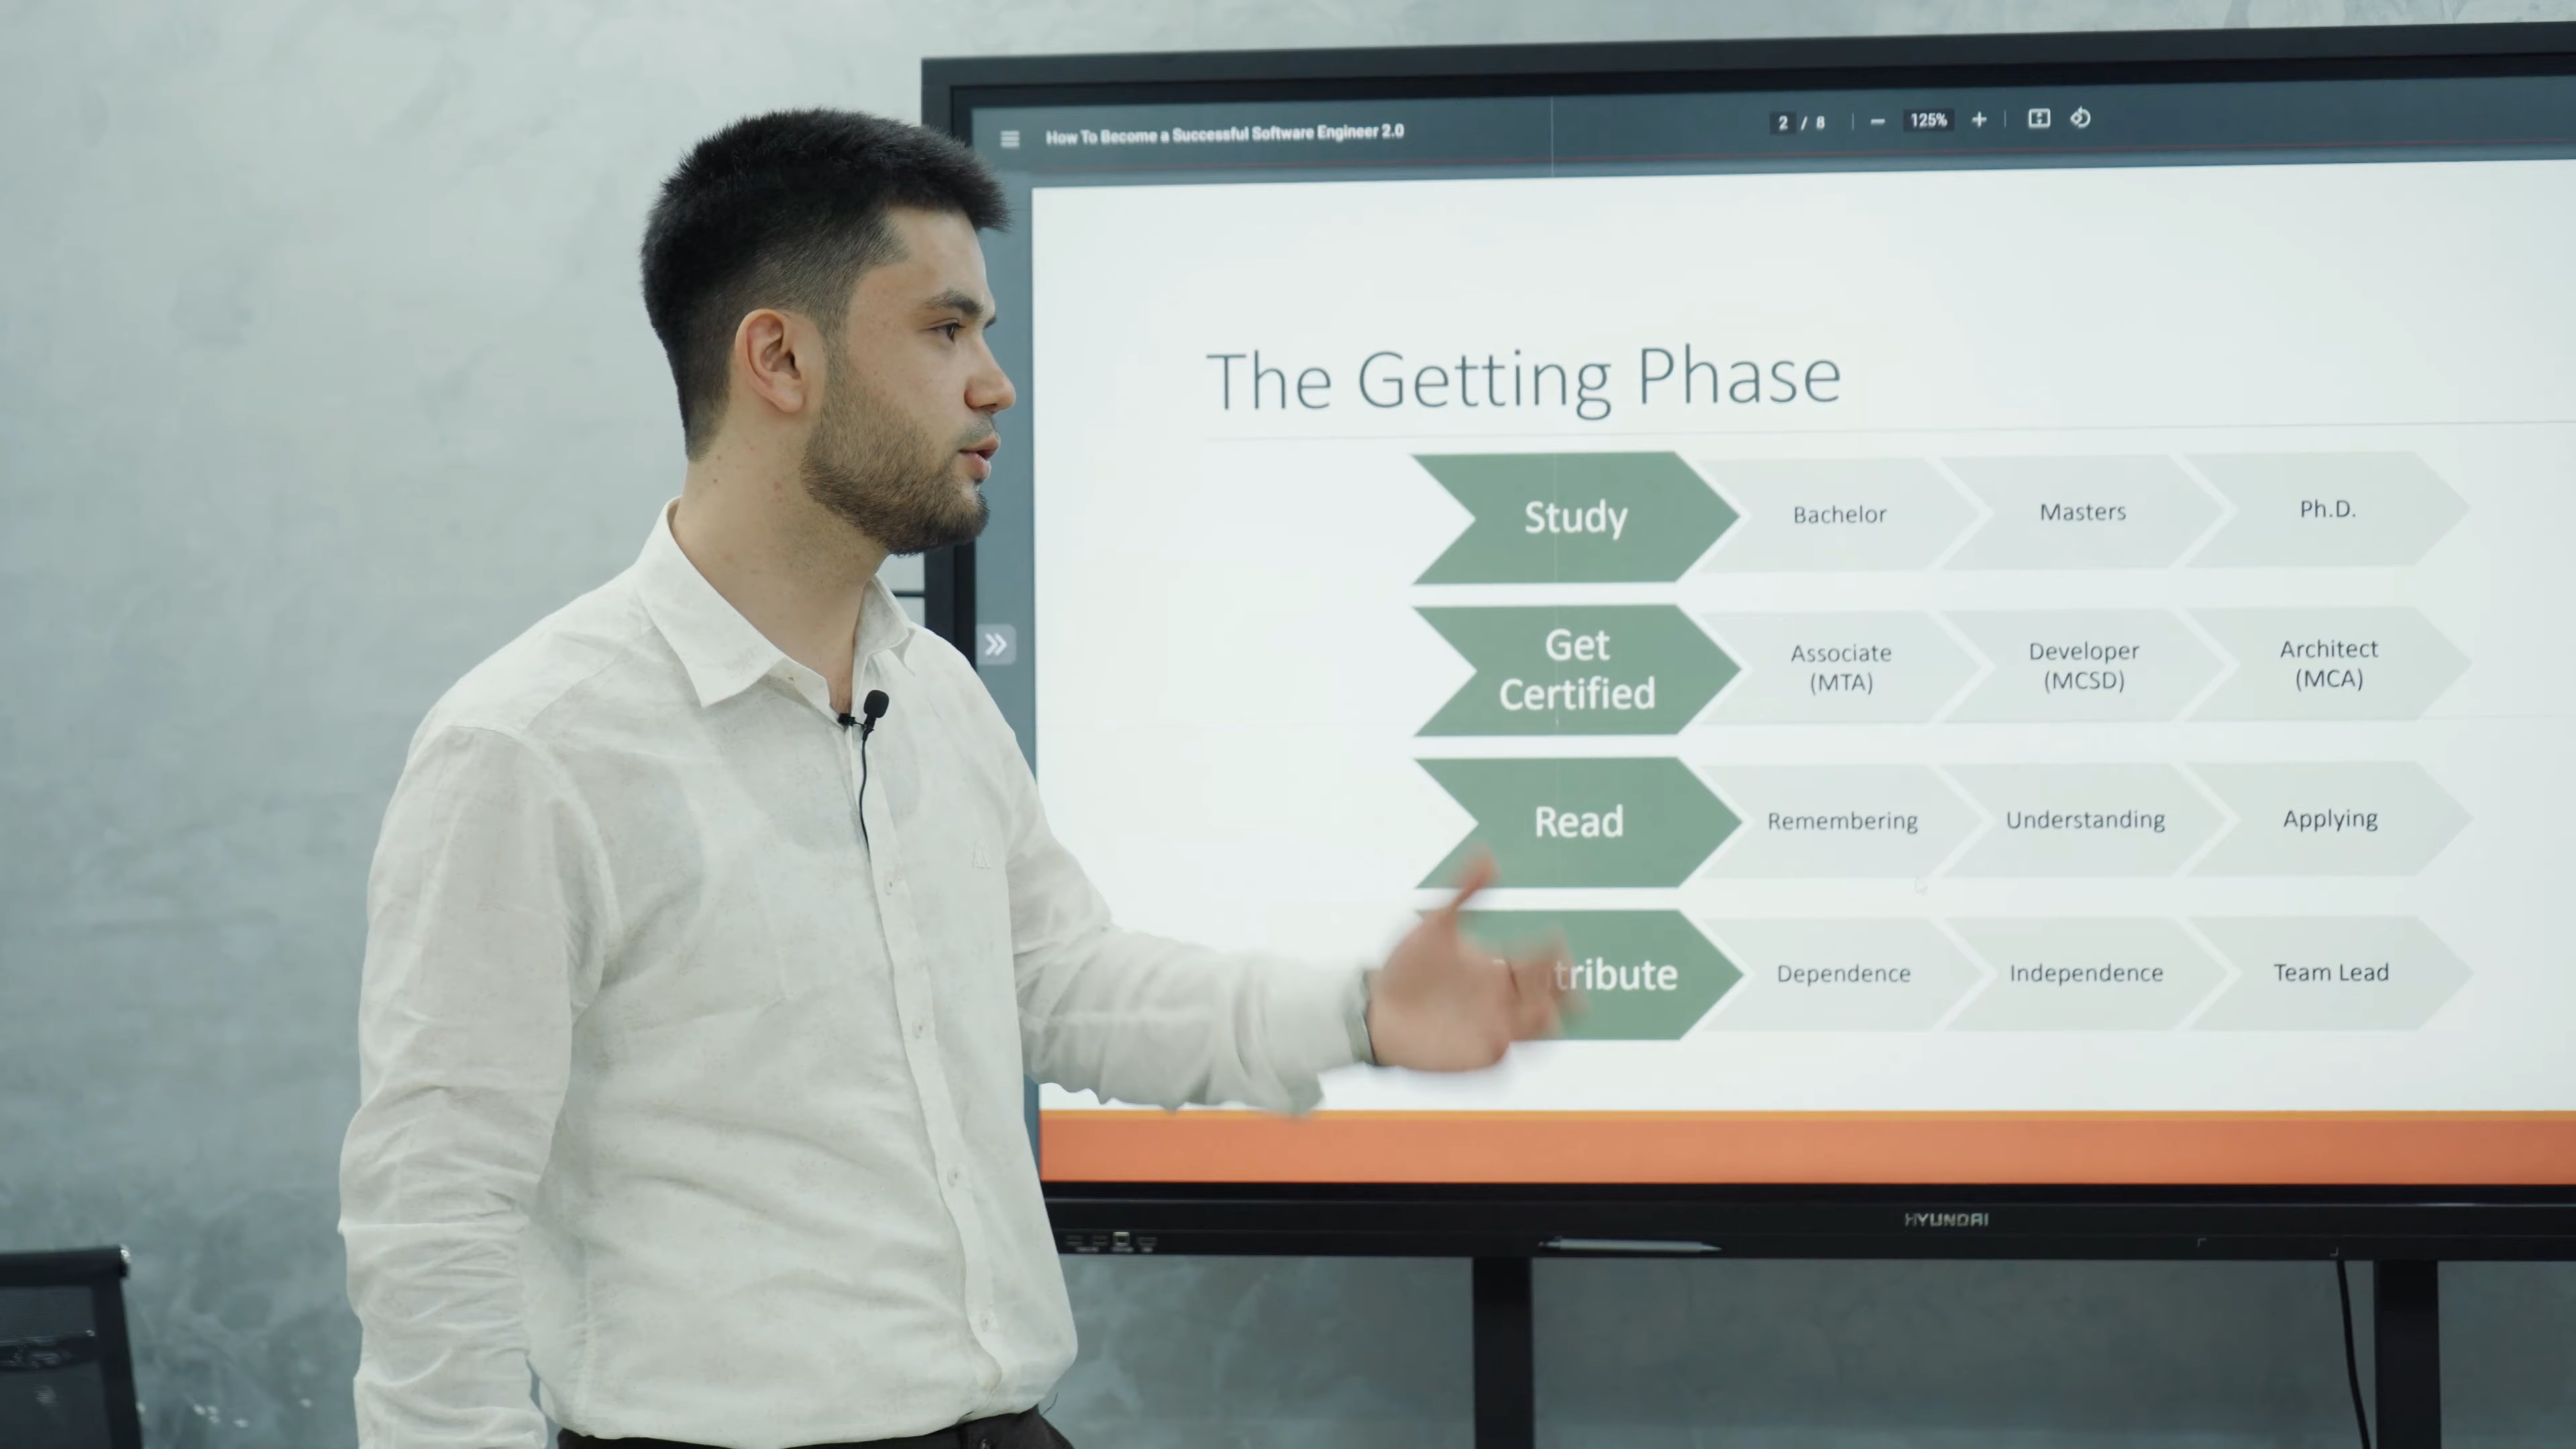 How To Become a Successful Software Engineer 2.0
2 / 8
125%
The Getting Phase
Study
Bachelor
Masters
Ph.D.
Get
Certified
Associate
(MTA)
Developer
(MCSD)
Architect
(MCA)
Read
Remembering
Understanding
Applying
tribute
Dependence
Independence
Team Lead
HYUNDAI